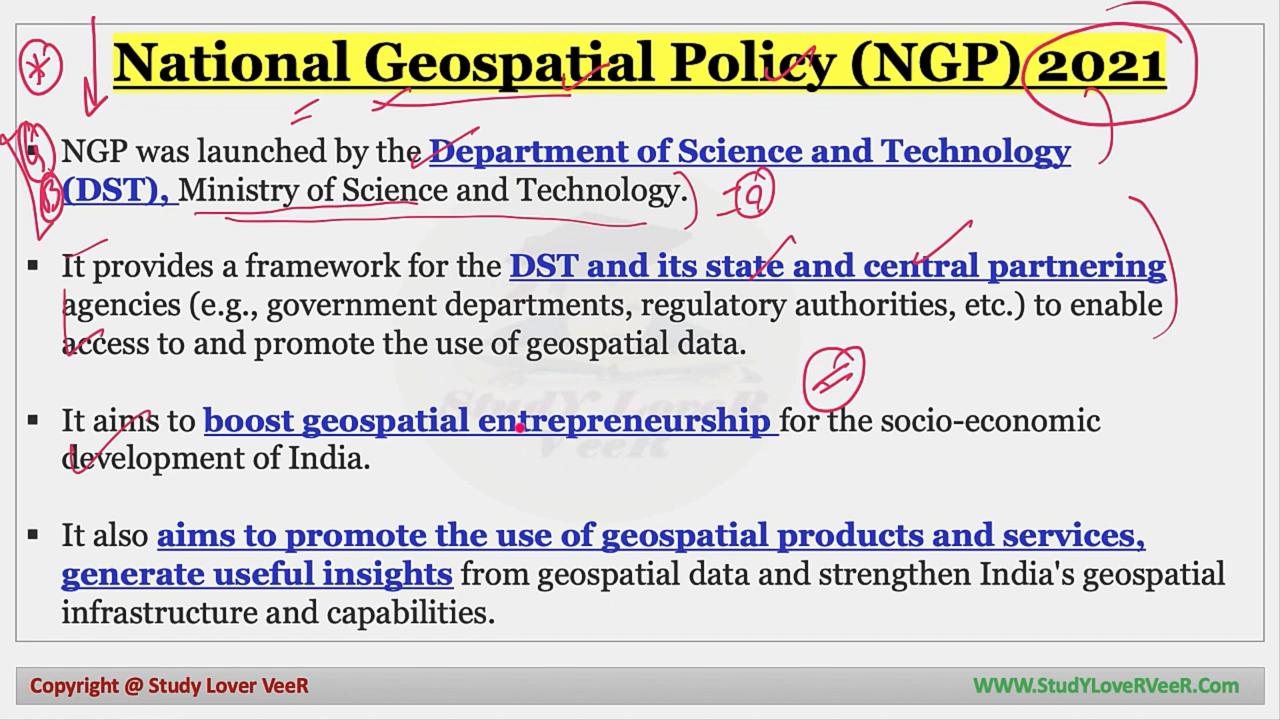 National Geospatial Policy (NGP) 2021
▪ NGP was launched by the Department of Science and Technology
(DST), Ministry of Science and Technology.
▪ It provides a framework for the DST and its state and central partnering
agencies (e.g., government departments, regulatory authorities, etc.) to enable
access to and promote the use of geospatial data.
▪ It aims to boost geospatial entrepreneurship for the socio-economic
development of India.
▪ It also aims to promote the use of geospatial products and services,
generate useful insights from geospatial data and strengthen India's geospatial
infrastructure and capabilities.
StudY LoveR
VeeR
Copyright @ Study Lover VeeR
WWW.StudYLoveRVeeR.Com